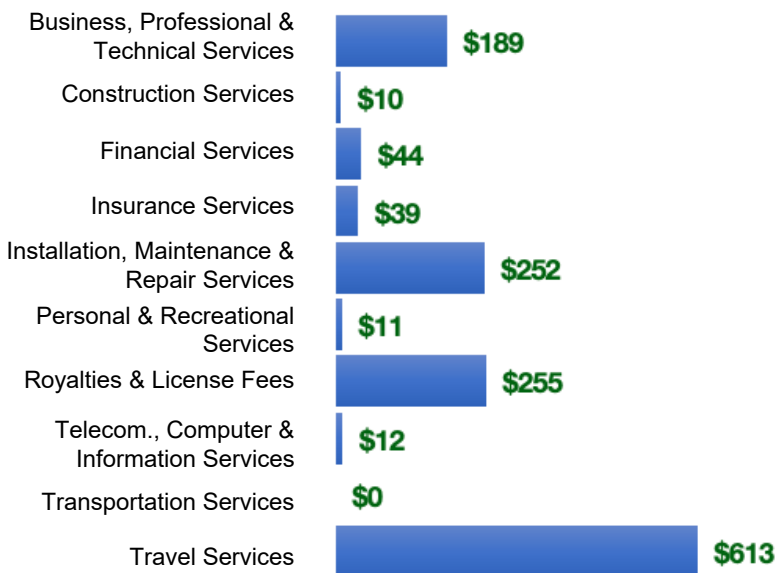 Business, Professional &
Technical Services
$189
Construction Services
$10
Financial Services
$44
Insurance Services
$39
Installation, Maintenance &
Repair Services
$252
Personal & Recreational
Services
$11
Royalties & License Fees
$255
Telecom., Computer &
Information Services
$12
Transportation Services
$0
Travel Services
$613